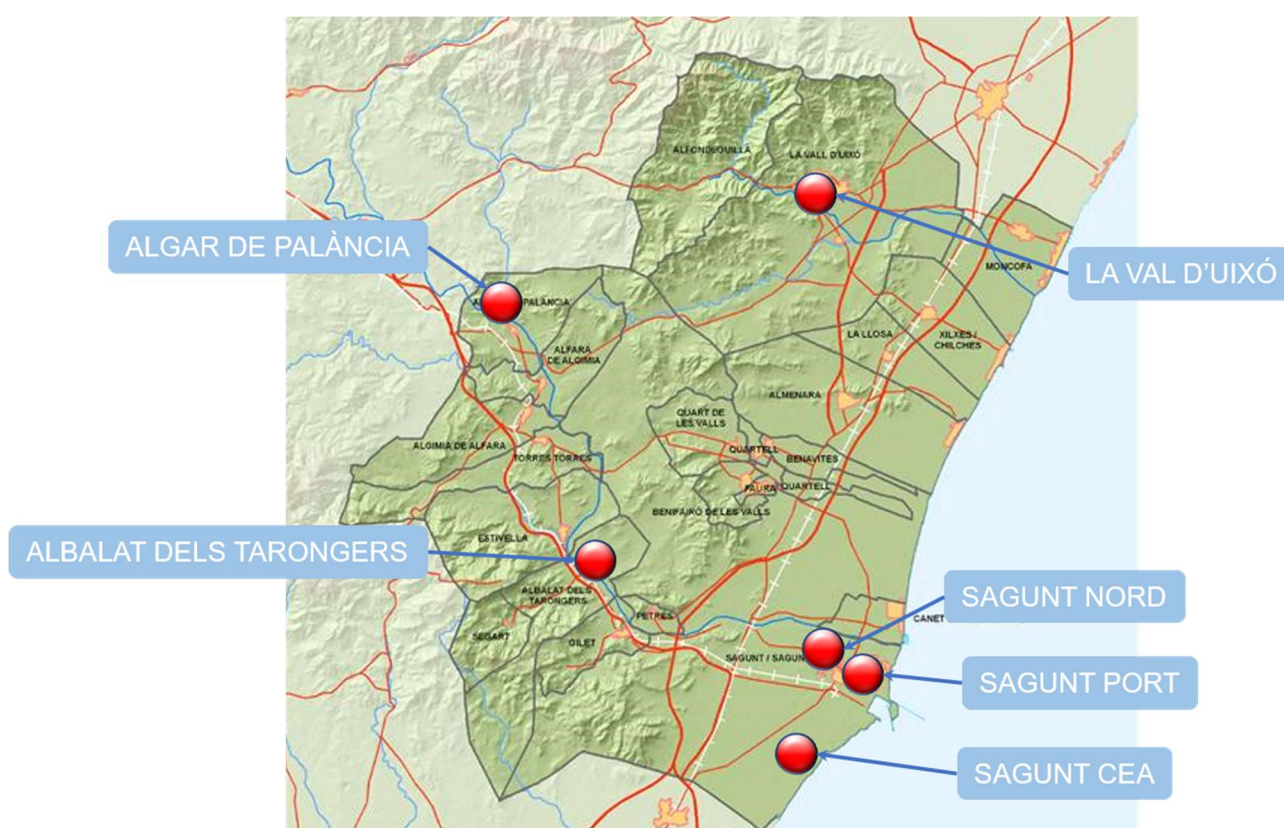 ALFONDEGUILLA
LA VALL D'UIXÓ
ALGAR DE PALÀNCIA
LA VAL D'UIXÓ
MONCOFA
PALANCIA
ALFARA
DE ALGIMIA
LA LLOSA
XILXES /
CHILCHES
ALMENARA
QUART DE
LES VALLS
ALGIMIA DE ALFARA
TORRES TORRES
QUARTELL
BENAVITES
FAURA
QUARTELL
BENIFAIRÓ DE LES VALLS
ESTIVELLA
ALBALAT DELS TARONGERS
ALBALAT DELS
TARONGERS
PETRES
SEGART
GILET
SAGUNT NORD
CANET
SAGUNT / SAGUN
SAGUNT PORT
SAGUNT CEA